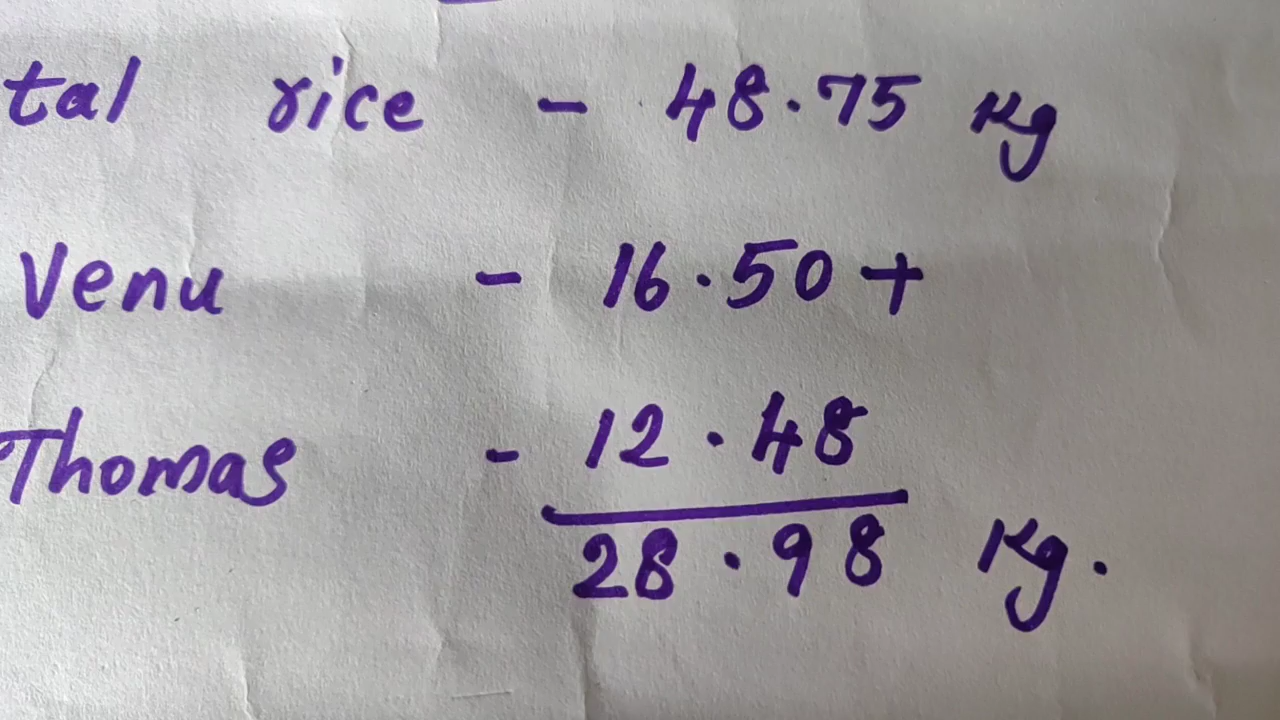 tal rice - 48.75 Kg
Venu - 16.50 +
Thomas - 12.48
28.98 Kg.